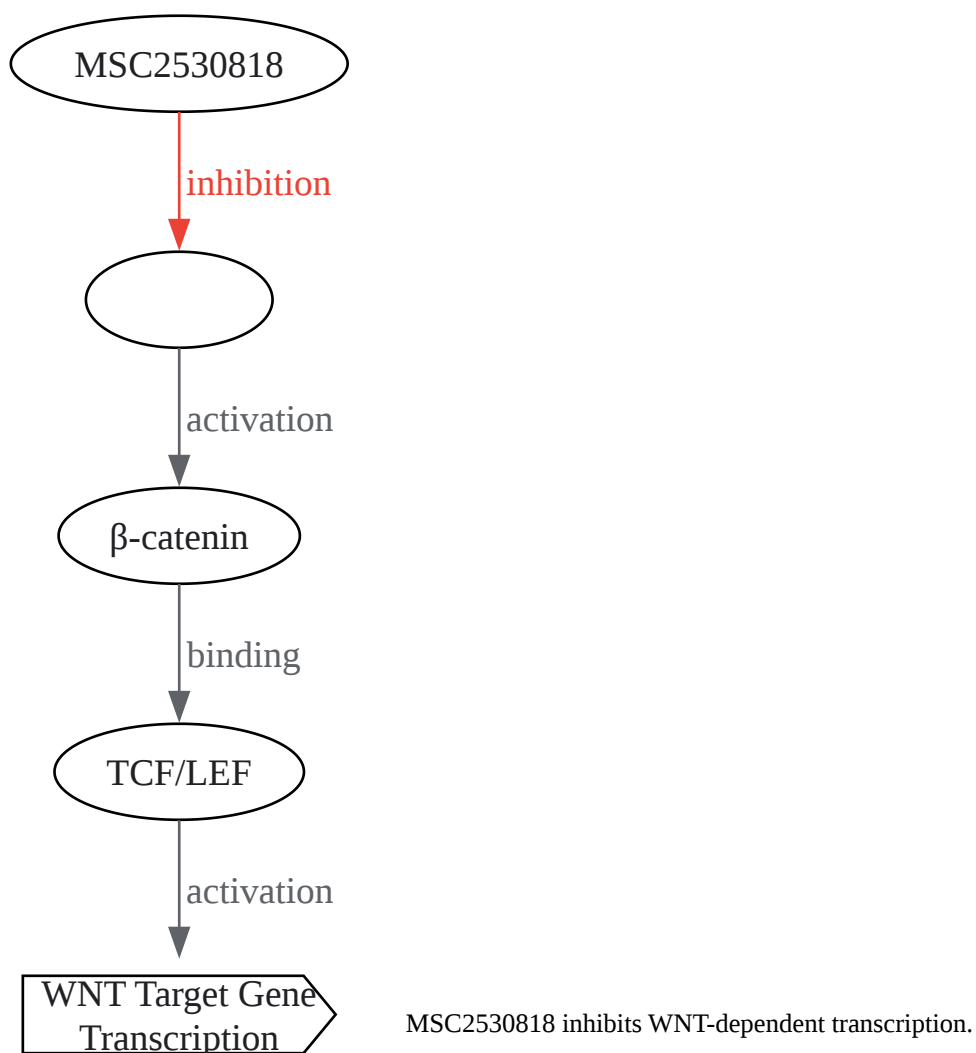 MSC2530818
inhibition
activation
β-catenin
binding
TCF/LEF
activation
WNT Target Gene
Transcription
MSC2530818 inhibits WNT-dependent transcription.